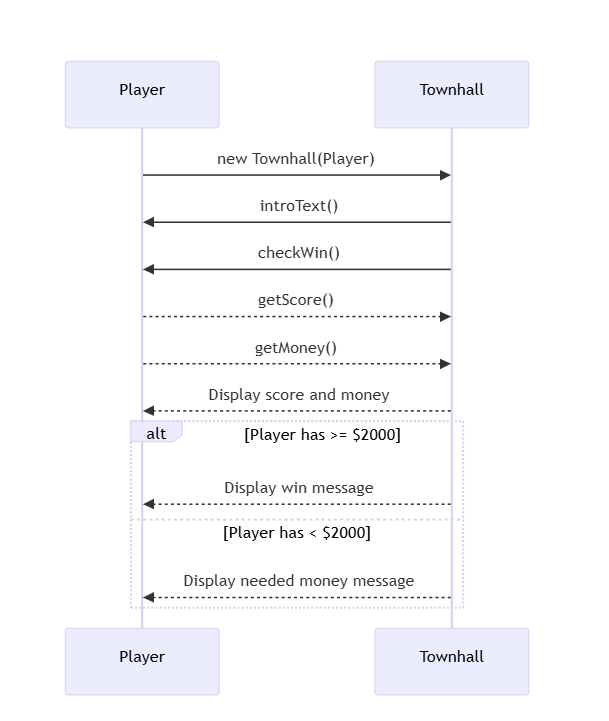 Player
Townhall
new Townhall(Player)
introText()
checkWin()
getScore()
getMoney()
Display score and money
alt
[Player has >= $2000]
Display win message
[Player has < $2000]
Display needed money message
Player
Townhall